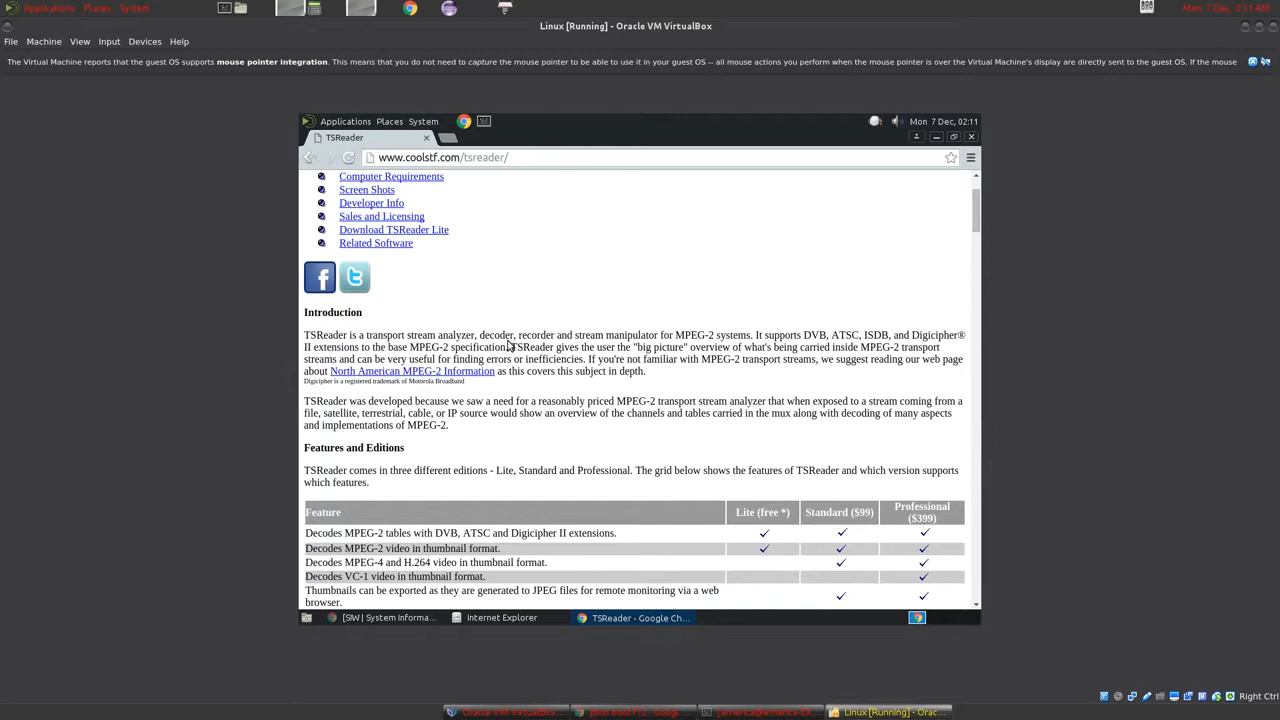 Applications Places System
Mon 7 Dec, 2:11 AM
Linux [Running] - Oracle VM VirtualBox
File Machine View Input Devices Help
The Virtual Machine reports that the guest OS supports mouse pointer integration. This means that you do not need to capture the mouse pointer to be able to use it in your guest OS -- all mouse actions you perform when the mouse pointer is over the Virtual Machine's display are directly sent to the guest OS. If the mouse
Applications Places System
Mon 7 Dec, 02:11
TSReader
www.coolstf.com/tsreader/
Computer Requirements
Screen Shots
Developer Info
Sales and Licensing
Download TSReader Lite
Related Software
Introduction
TSReader is a transport stream analyzer, decoder, recorder and stream manipulator for MPEG-2 systems. It supports DVB, ATSC, ISDB, and Digicipher®
II extensions to the base MPEG-2 specification. TSReader gives the user the "big picture" overview of what's being carried inside MPEG-2 transport
streams and can be very useful for finding errors or inefficiencies. If you're not familiar with MPEG-2 transport streams, we suggest reading our web page
about North American MPEG-2 Information as this covers this subject in depth.
Digicipher is a registered trademark of Motorola Broadband
TSReader was developed because we saw a need for a reasonably priced MPEG-2 transport stream analyzer that when exposed to a stream coming from a
file, satellite, terrestrial, cable, or IP source would show an overview of the channels and tables carried in the mux along with decoding of many aspects
and implementations of MPEG-2.
Features and Editions
TSReader comes in three different editions - Lite, Standard and Professional. The grid below shows the features of TSReader and which version supports
which features.
Feature Lite (free *) Standard ($99) Professional
($399)
Decodes MPEG-2 tables with DVB, ATSC and Digicipher II extensions.
Decodes MPEG-2 video in thumbnail format.
Decodes MPEG-4 and H.264 video in thumbnail format.
Decodes VC-1 video in thumbnail format.
Thumbnails can be exported as they are generated to JPEG files for remote monitoring via a web
browser.
[SIW | System Informa... Internet Explorer TSReader - Google Ch...
Right Ctrl
Oracle VM VirtualBox Linux [Running] - Orac...